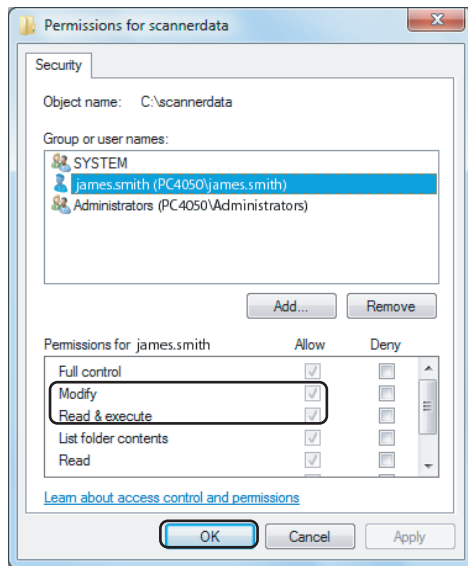 Permissions for scannerdata
Security
Object name: C:\scannerdata
Group or user names:
SYSTEM
james.smith (PC4050\james.smith)
Administrators (PC4050\Administrators)
Add... Remove
Permissions for james.smith Allow Deny
Full control
Modify
Read & execute
List folder contents
Read
Learn about access control and permissions
OK Cancel Apply